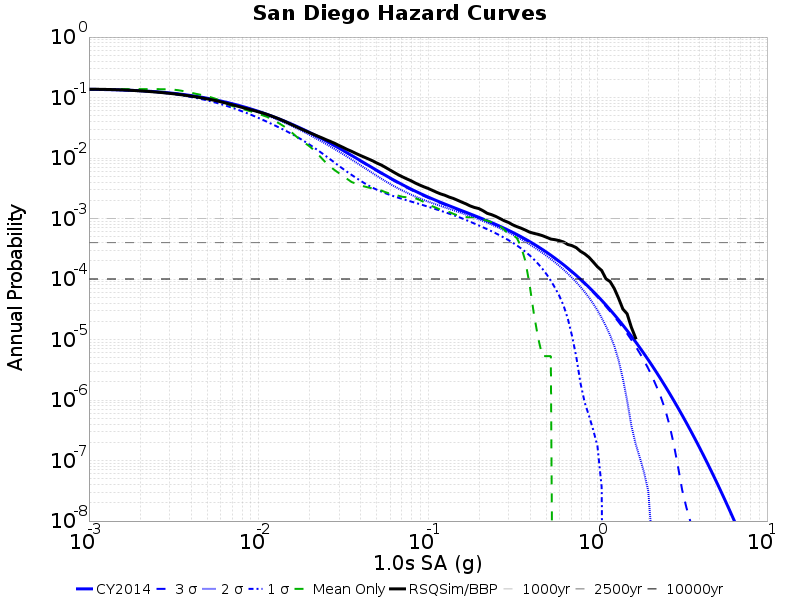 San Diego Hazard Curves
10^0
10^-1
10^-2
10^-3
10^-4
10^-5
10^-6
10^-7
10^-8
Annual Probability
10^-3 10^-2 10^-1 10^0 10^1
1.0s SA (g)
CY2014 3 σ 2 σ 1 σ Mean Only RSQSim/BBP 1000yr 2500yr 10000yr